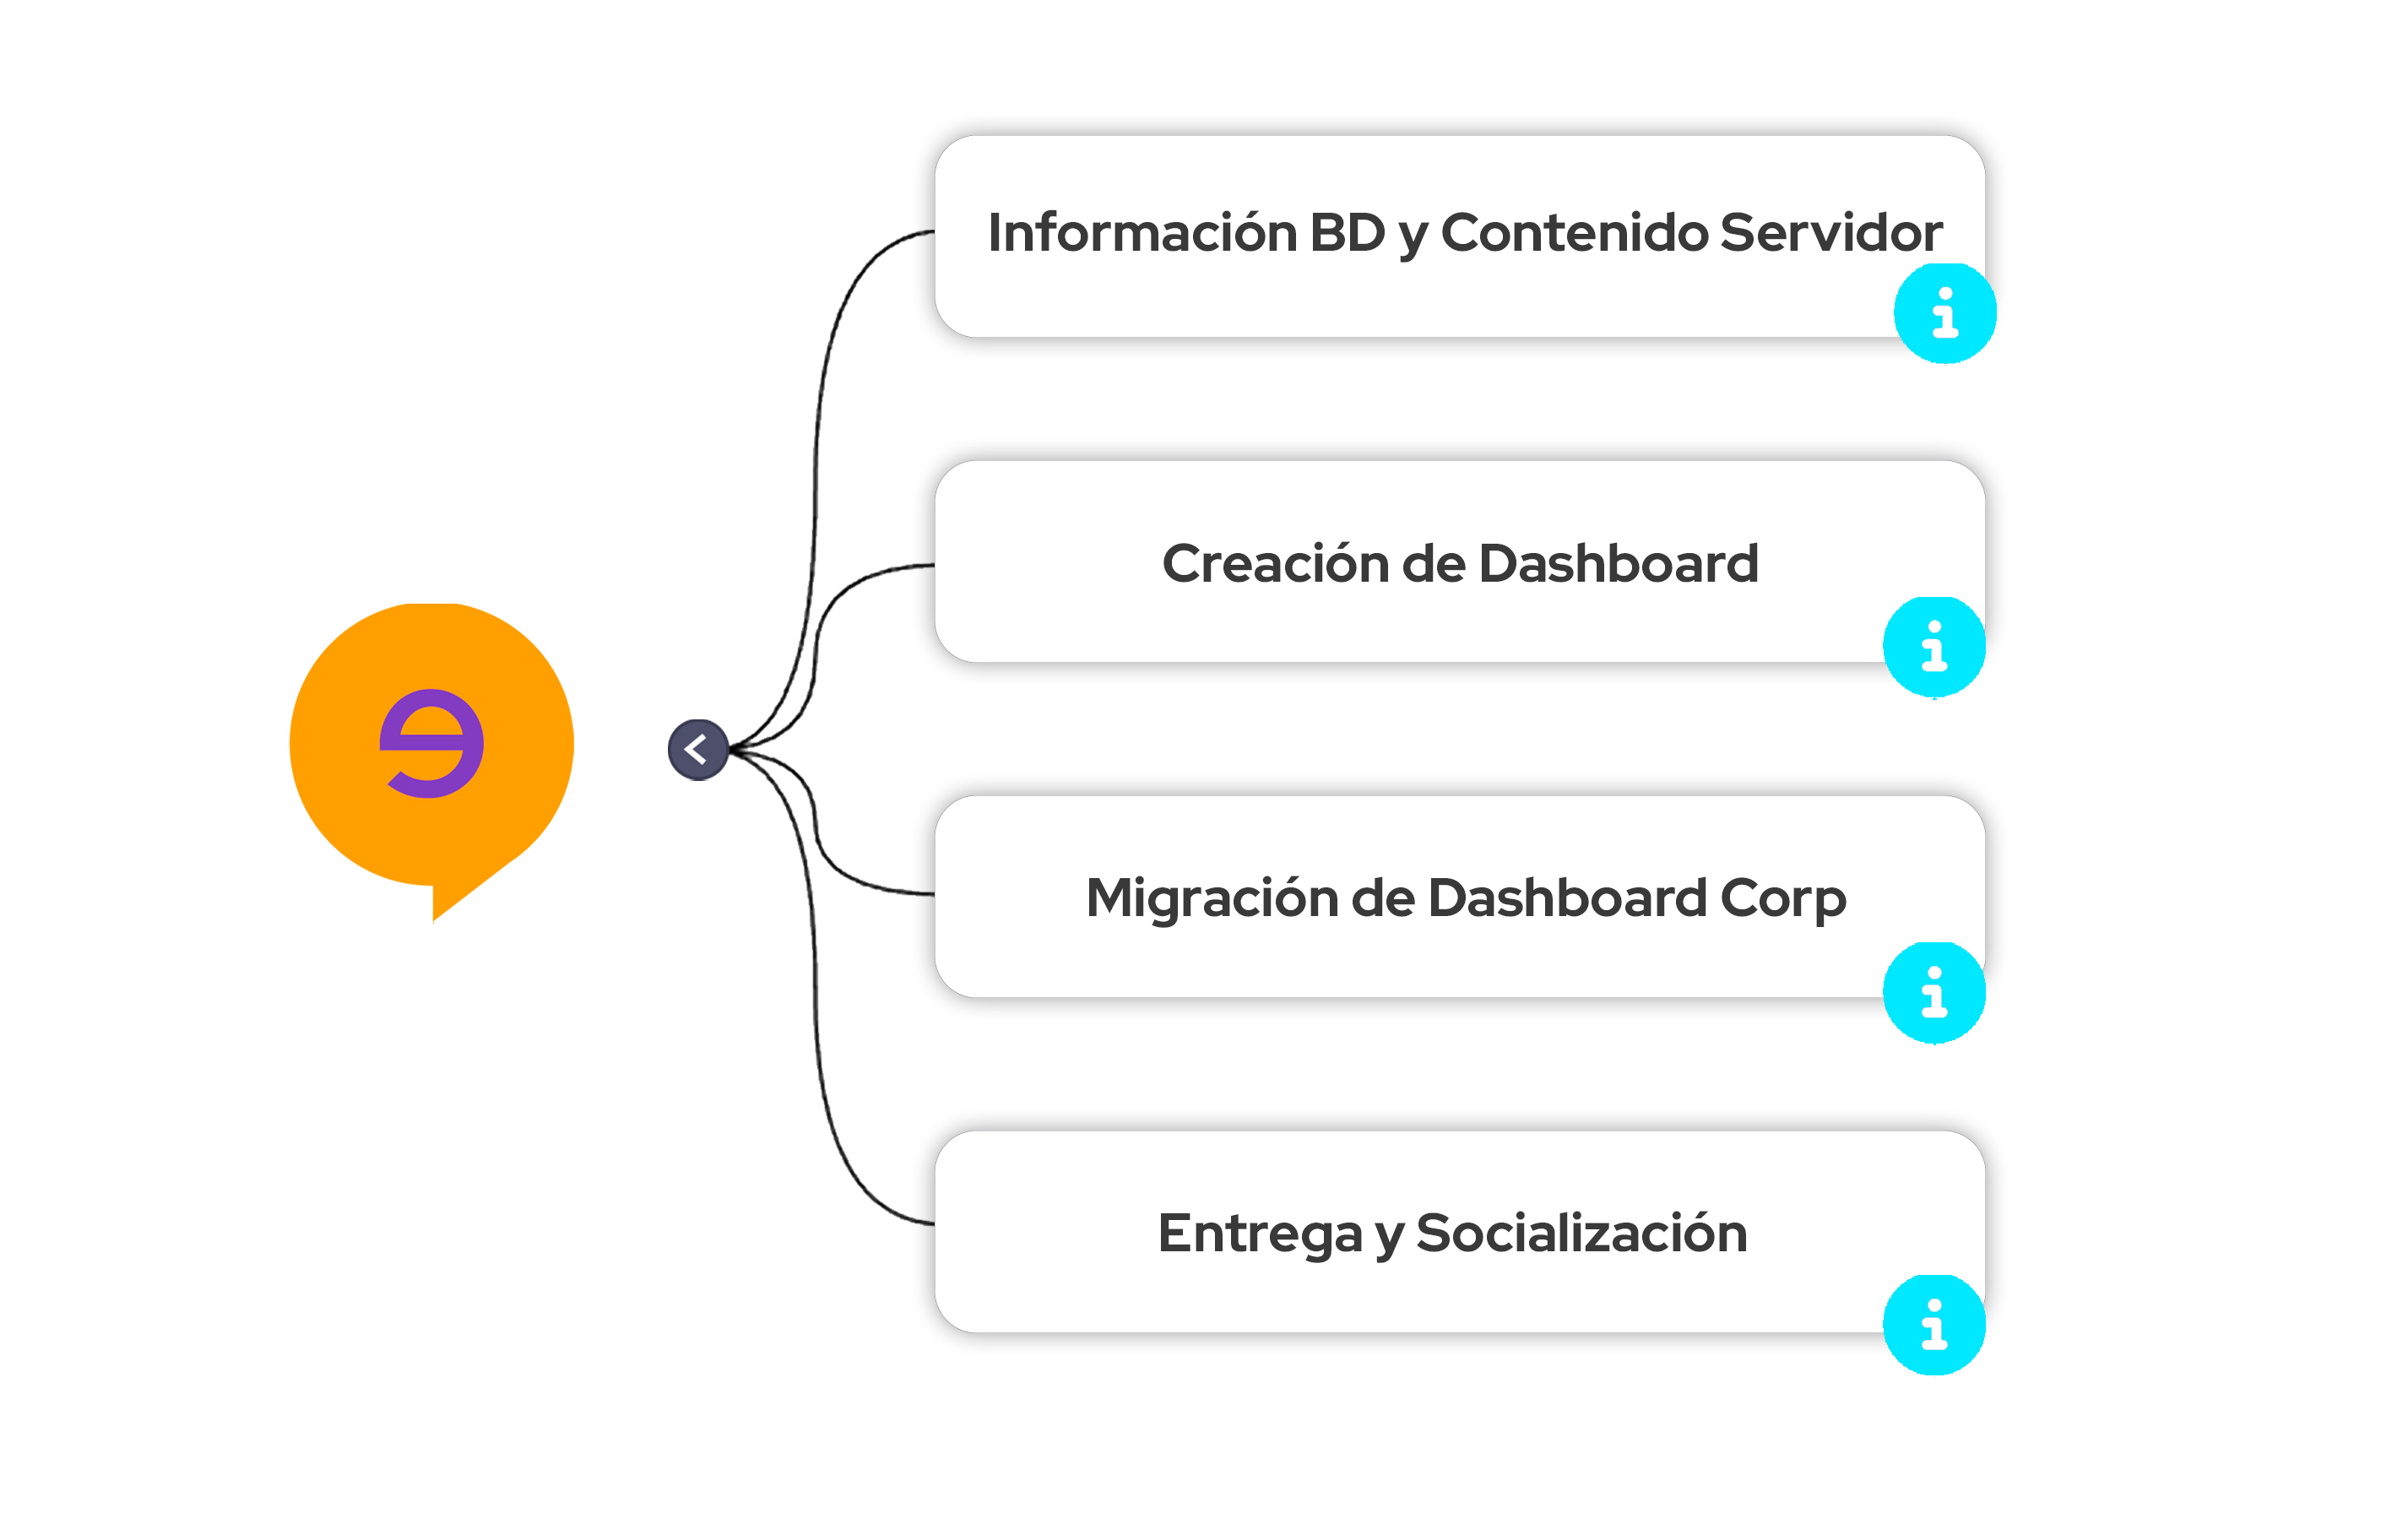 Información BD y Contenido Servidor
Creación de Dashboard
Migración de Dashboard Corp
Entrega y Socialización